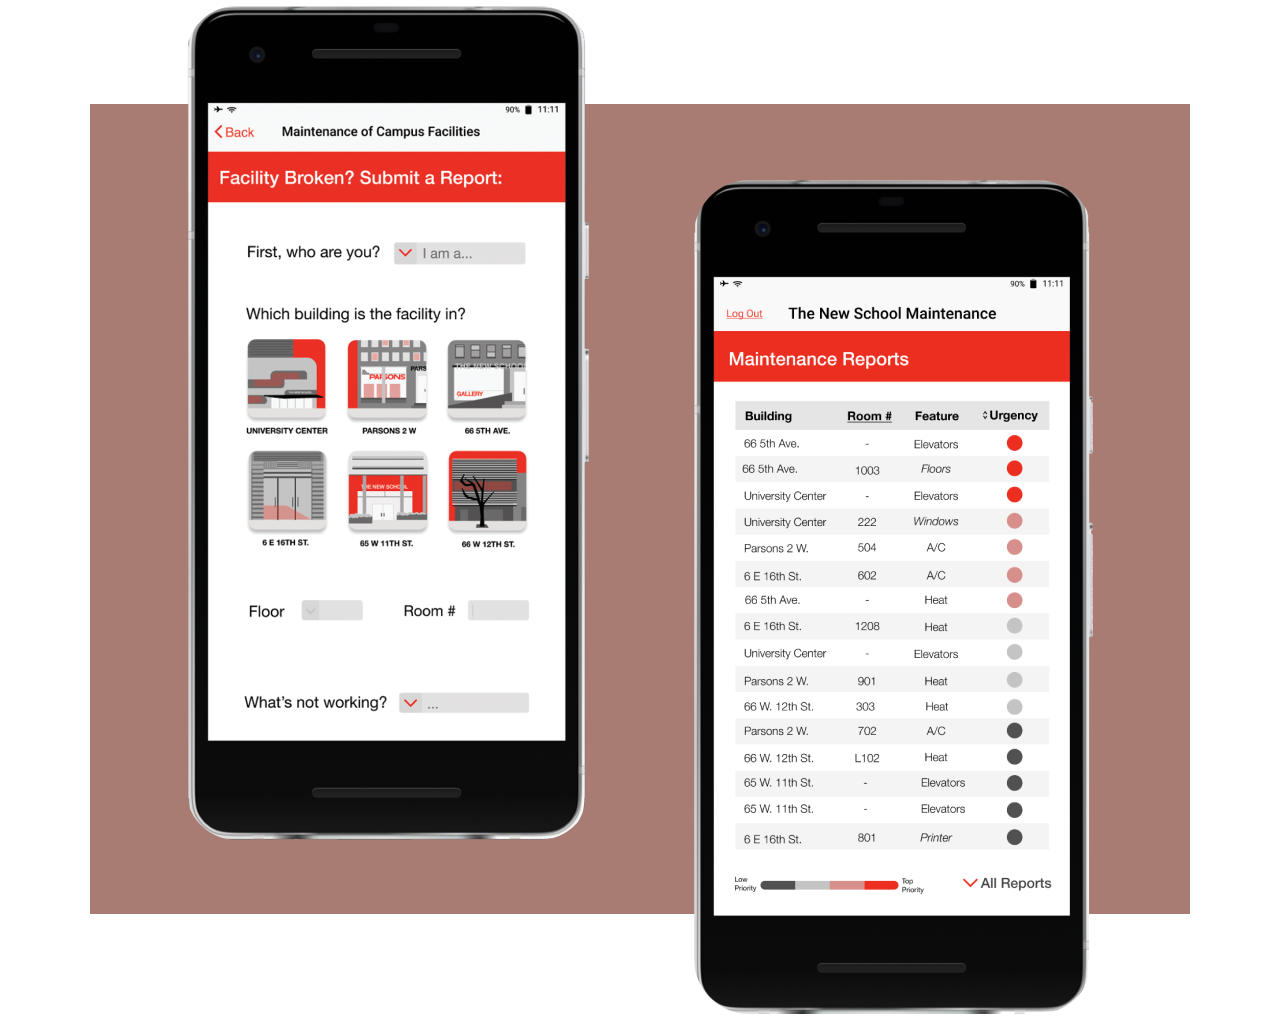 90% 11:11
Back Maintenance of Campus Facilities
Facility Broken? Submit a Report:
First, who are you? I am a...
Which building is the facility in?
PARSONS
PARS
THE NEW SCHOOL
GALLERY
UNIVERSITY CENTER PARSONS 2 W 66 5TH AVE.
THE NEW SCHOOL
6 E 16TH ST. 65 W 11TH ST. 66 W 12TH ST.
Floor Room #
What's not working? ...
90% 11:11
Log Out The New School Maintenance
Maintenance Reports
Building Room # Feature Urgency
66 5th Ave. - Elevators
66 5th Ave. 1003 Floors
University Center - Elevators
University Center 222 Windows
Parsons 2 W. 504 A/C
6 E 16th St. 602 A/C
66 5th Ave. - Heat
6 E 16th St. 1208 Heat
University Center - Elevators
Parsons 2 W. 901 Heat
66 W. 12th St. 303 Heat
Parsons 2 W. 702 A/C
66 W. 12th St. L102 Heat
65 W. 11th St. - Elevators
65 W. 11th St. - Elevators
6 E 16th St. 801 Printer
Low Priority Top Priority
All Reports